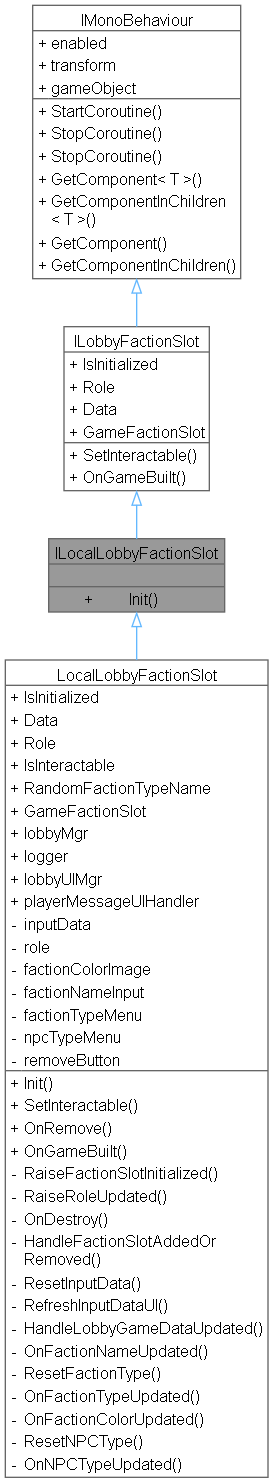 IMonoBehaviour
+ enabled
+ transform
+ gameObject
+ StartCoroutine()
+ StopCoroutine()
+ StopCoroutine()
+ GetComponent< T >()
+ GetComponentInChildren
< T >()
+ GetComponent()
+ GetComponentInChildren()
ILobbyFactionSlot
+ IsInitialized
+ Role
+ Data
+ GameFactionSlot
+ SetInteractable()
+ OnGameBuilt()
ILocalLobbyFactionSlot
+ Init()
LocalLobbyFactionSlot
+ IsInitialized
+ Data
+ Role
+ IsInteractable
+ RandomFactionTypeName
+ GameFactionSlot
+ lobbyMgr
+ logger
+ lobbyUIMgr
+ playerMessageUIHandler
- inputData
- role
- factionColorImage
- factionNameInput
- factionTypeMenu
- npcTypeMenu
- removeButton
+ Init()
+ SetInteractable()
+ OnRemove()
+ OnGameBuilt()
- RaiseFactionSlotInitialized()
- RaiseRoleUpdated()
- OnDestroy()
- HandleFactionSlotAddedOr
Removed()
- ResetInputData()
- RefreshInputDataUI()
- HandleLobbyGameDataUpdated()
- OnFactionNameUpdated()
- ResetFactionType()
- OnFactionTypeUpdated()
- OnFactionColorUpdated()
- ResetNPCType()
- OnNPCTypeUpdated()